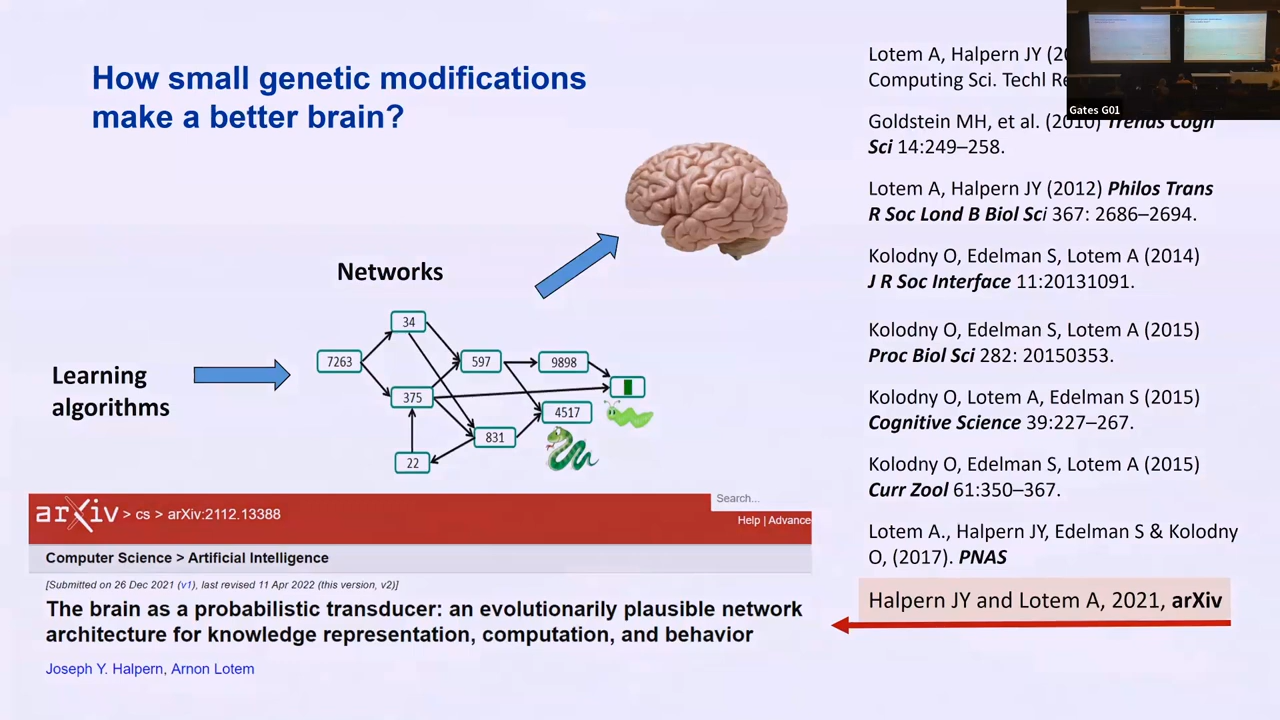 How small genetic modifications
make a better brain?
Networks
Learning
algorithms
7263
34
375
22
597
831
9898
4517
arXiv > cs > arXiv:2112.13388
Search...
Help | Advance
Computer Science > Artificial Intelligence
[Submitted on 26 Dec 2021 (v1), last revised 11 Apr 2022 (this version, v2)]
The brain as a probabilistic transducer: an evolutionarily plausible network
architecture for knowledge representation, computation, and behavior
Joseph Y. Halpern, Arnon Lotem
Lotem A, Halpern JY (20
Computing Sci. Techl R
Goldstein MH, et al. (2010) Trends Cogn
Sci 14:249–258.
Lotem A, Halpern JY (2012) Philos Trans
R Soc Lond B Biol Sci 367: 2686–2694.
Kolodny O, Edelman S, Lotem A (2014)
J R Soc Interface 11:20131091.
Kolodny O, Edelman S, Lotem A (2015)
Proc Biol Sci 282: 20150353.
Kolodny O, Lotem A, Edelman S (2015)
Cognitive Science 39:227–267.
Kolodny O, Edelman S, Lotem A (2015)
Curr Zool 61:350–367.
Lotem A., Halpern JY, Edelman S & Kolodny
O, (2017). PNAS
Halpern JY and Lotem A, 2021, arXiv
Gates G01